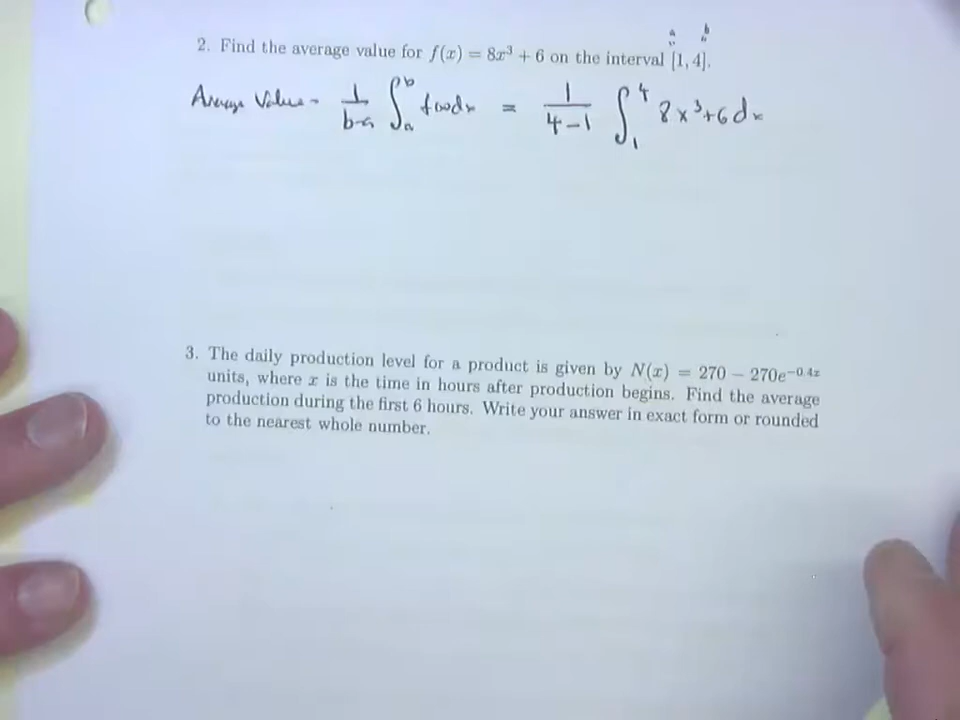 a b
" "
2. Find the average value for f(x) = 8x³ + 6 on the interval [1, 4].
Average Value = 1/(b-a) ∫_a^b f(x)dx = 1/(4-1) ∫_1^4 8x³+6 dx
3. The daily production level for a product is given by N(x) = 270 − 270e^{−0.4x}
units, where x is the time in hours after production begins. Find the average
production during the first 6 hours. Write your answer in exact form or rounded
to the nearest whole number.